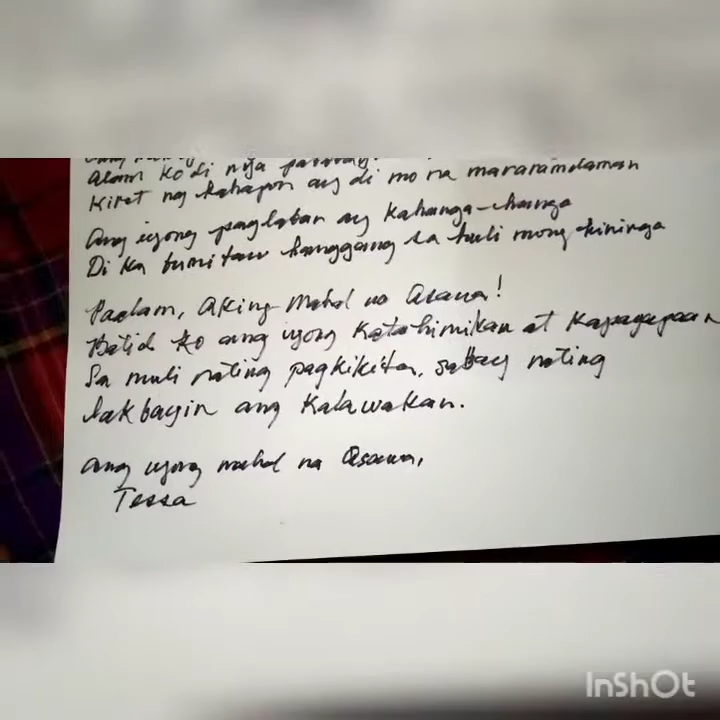 alam ko di nya
Kirot ng kahapon ay di mo na mararamdaman
Ang iyong paglaban ay kahanga-hanga
Di ka bumitaw hanggang sa huli mong hininga
Paalam, Aking Mahal na Asawa!
Batid ko ang iyong katahimikan at kapayapaan
Sa muli nating pagkikita, sabay nating
lakbayin ang kalawakan.
Ang iyong mahal na Asawa,
Tessa
InShOt